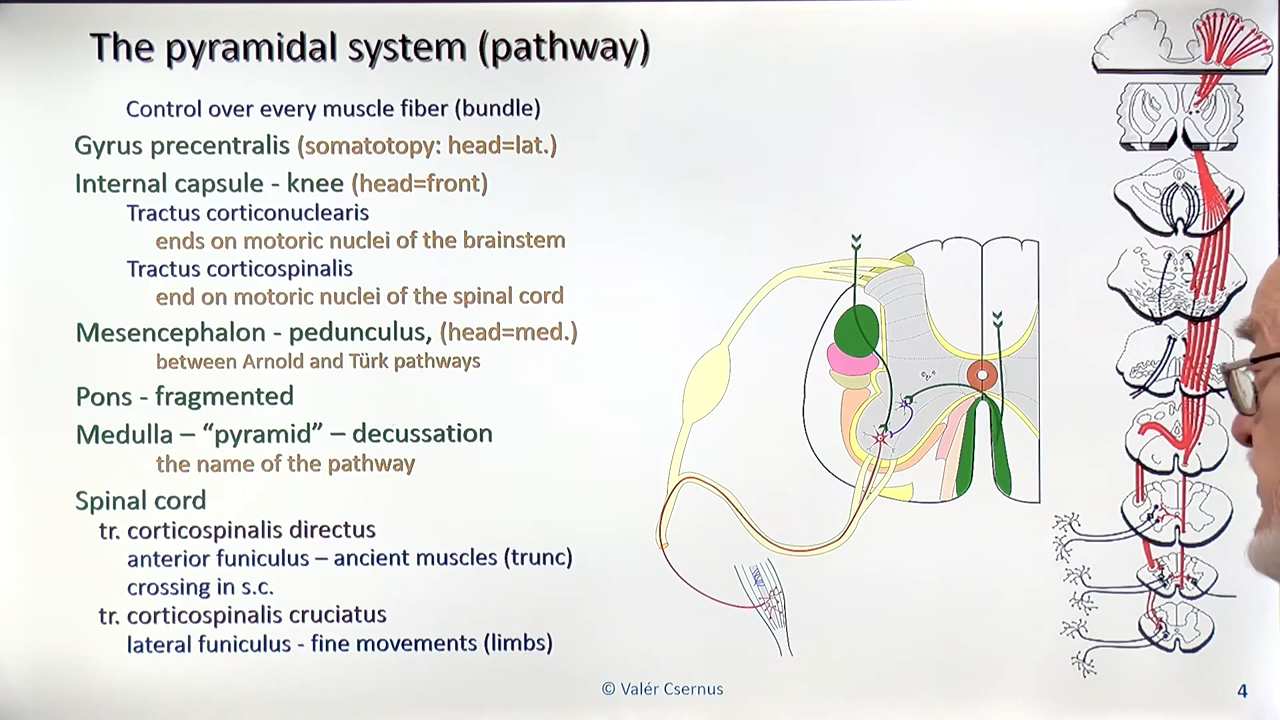 The pyramidal system (pathway)
Control over every muscle fiber (bundle)
Gyrus precentralis (somatotopy: head=lat.)
Internal capsule - knee (head=front)
Tractus corticonuclearis
ends on motoric nuclei of the brainstem
Tractus corticospinalis
end on motoric nuclei of the spinal cord
Mesencephalon - pedunculus, (head=med.)
between Arnold and Türk pathways
Pons - fragmented
Medulla – “pyramid” – decussation
the name of the pathway
Spinal cord
tr. corticospinalis directus
anterior funiculus – ancient muscles (trunc)
crossing in s.c.
tr. corticospinalis cruciatus
lateral funiculus - fine movements (limbs)
© Valér Csernus
4